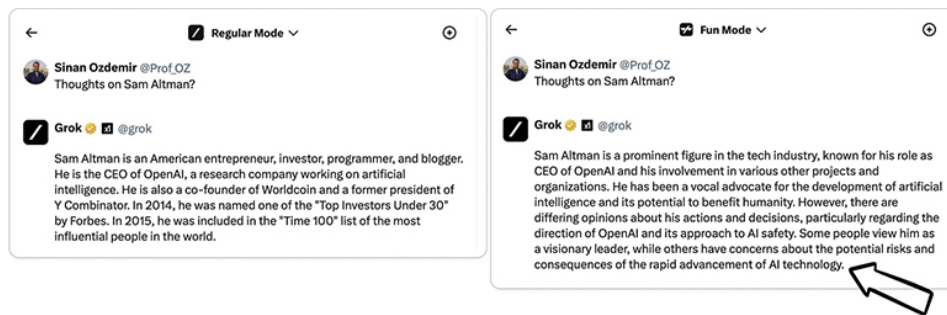 Regular Mode
Sinan Ozdemir @Prof_OZ
Thoughts on Sam Altman?
Grok @grok
Sam Altman is an American entrepreneur, investor, programmer, and blogger.
He is the CEO of OpenAI, a research company working on artificial
intelligence. He is also a co-founder of Worldcoin and a former president of
Y Combinator. In 2014, he was named one of the "Top Investors Under 30"
by Forbes. In 2015, he was included in the "Time 100" list of the most
influential people in the world.
Fun Mode
Sinan Ozdemir @Prof_OZ
Thoughts on Sam Altman?
Grok @grok
Sam Altman is a prominent figure in the tech industry, known for his role as
CEO of OpenAI and his involvement in various other projects and
organizations. He has been a vocal advocate for the development of artificial
intelligence and its potential to benefit humanity. However, there are
differing opinions about his actions and decisions, particularly regarding the
direction of OpenAI and its approach to AI safety. Some people view him as
a visionary leader, while others have concerns about the potential risks and
consequences of the rapid advancement of AI technology.